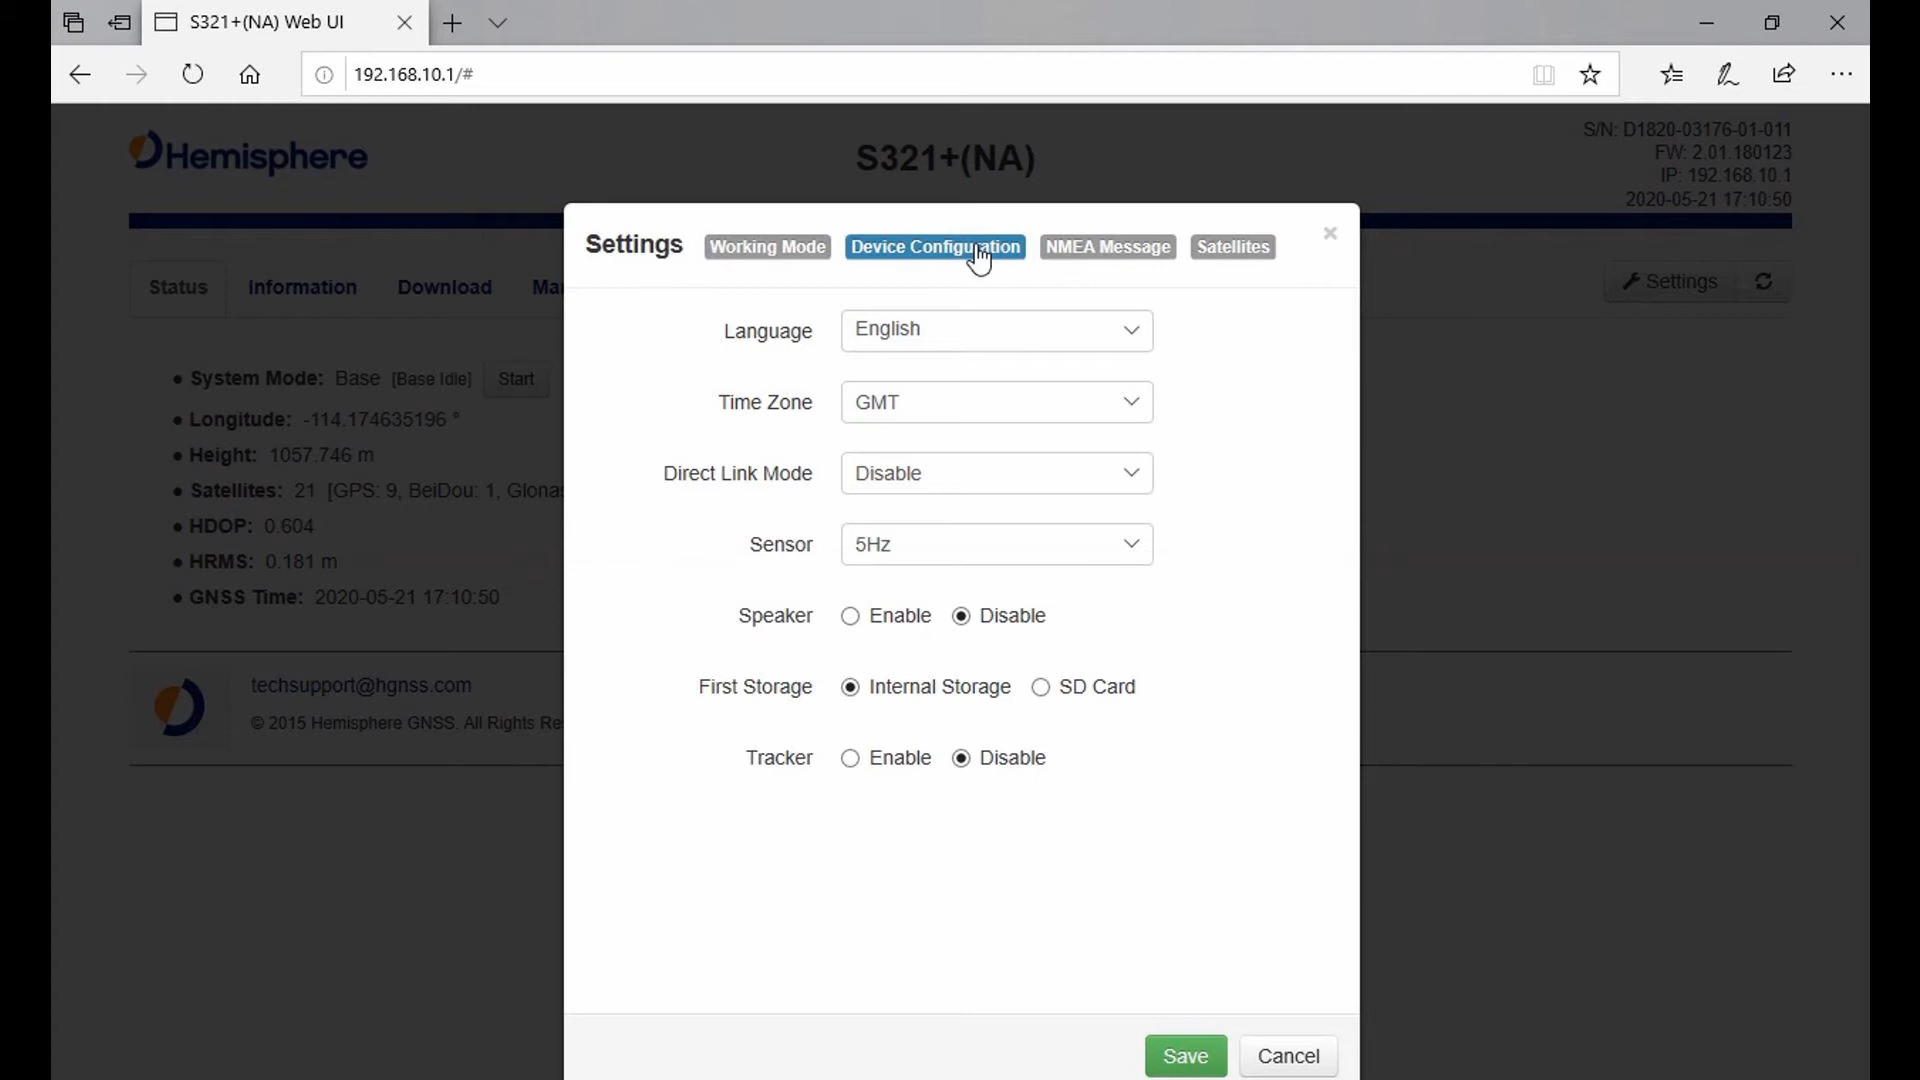 S321+(NA) Web UI
192.168.10.1/#
Hemisphere
S321+(NA)
S/N: D1820-03176-01-011
FW: 2.01.180123
IP: 192.168.10.1
2020-05-21 17:10:50
Status Information Download
Settings
System Mode: Base [Base Idle] Start
Longitude: -114.174635196 °
Height: 1057.746 m
Satellites: 21 [GPS: 9, BeiDou: 1,
HDOP: 0.604
HRMS: 0.181 m
GNSS Time: 2020-05-21 17:10:50
techsupport@hgnss.com
© 2015 Hemisphere GNSS. All Rights
Settings Working Mode Device Configuration NMEA Message Satellites ×
Language English
Time Zone GMT
Direct Link Mode Disable
Sensor 5Hz
Speaker Enable Disable
First Storage Internal Storage SD Card
Tracker Enable Disable
Save Cancel